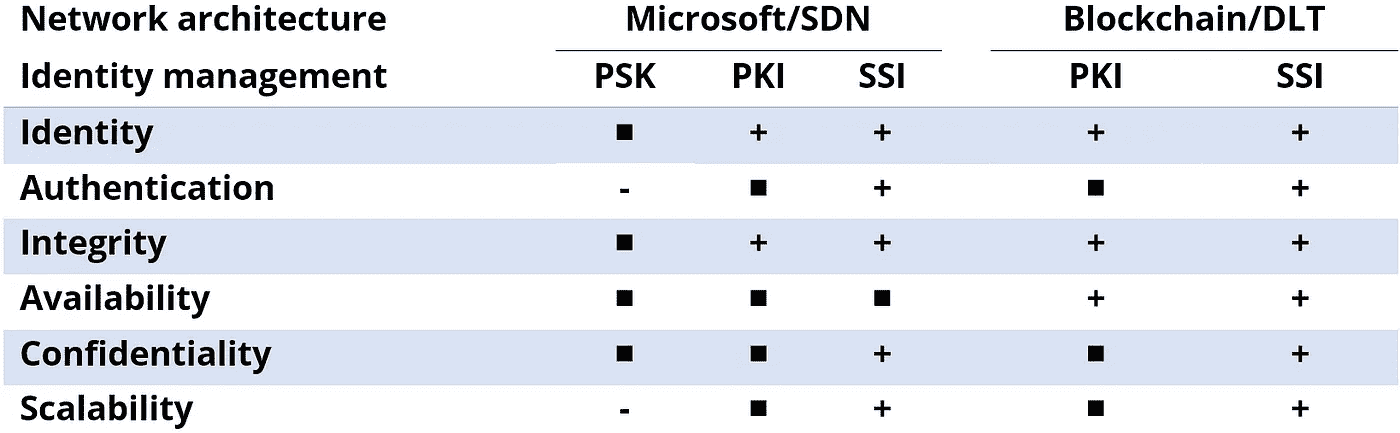 Network architecture Microsoft/SDN Blockchain/DLT
Identity management PSK PKI SSI PKI SSI
Identity ■ + + + +
Authentication - ■ + ■ +
Integrity ■ + + + +
Availability ■ ■ ■ + +
Confidentiality ■ ■ + ■ +
Scalability - ■ + ■ +